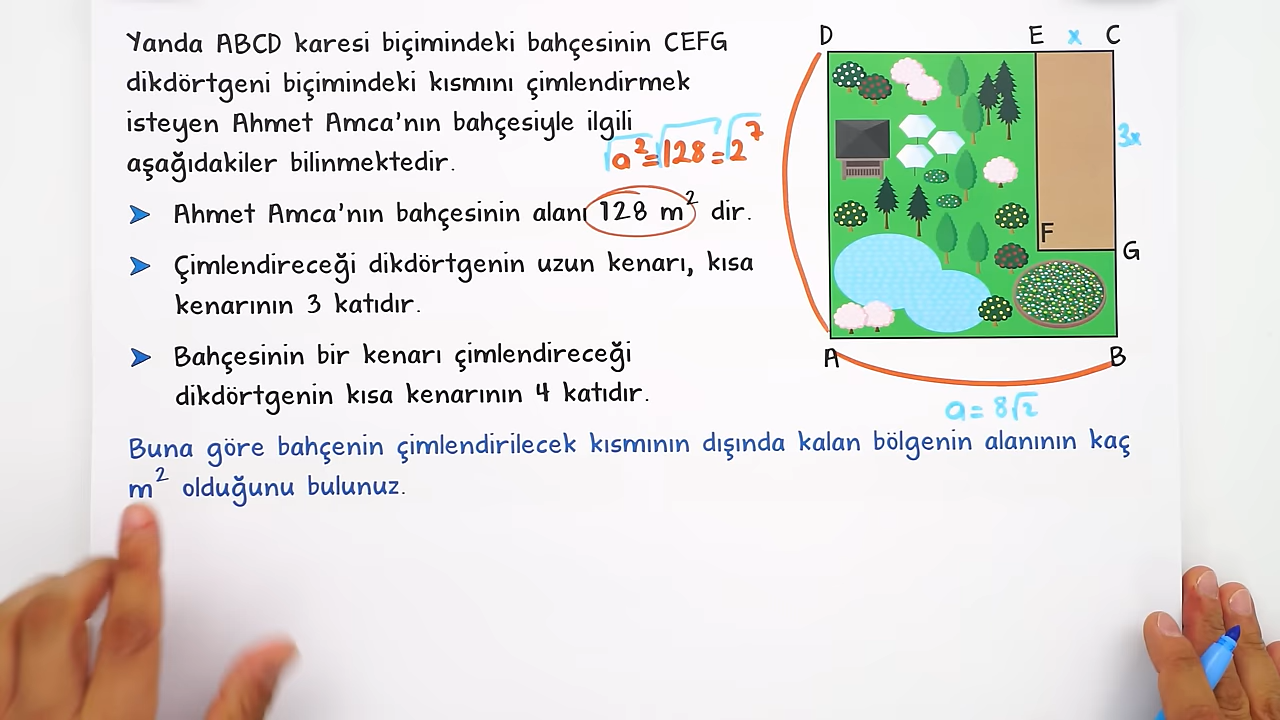 Yanda ABCD karesi biçimindeki bahçesinin CEFG
dikdörtgeni biçimindeki kısmını çimlendirmek
isteyen Ahmet Amca'nın bahçesiyle ilgili
aşağıdakiler bilinmektedir.
√a² = √128 = √2⁷
➤ Ahmet Amca'nın bahçesinin alanı 128 m² dir.
➤ Çimlendireceği dikdörtgenin uzun kenarı, kısa
kenarının 3 katıdır.
➤ Bahçesinin bir kenarı çimlendireceği
dikdörtgenin kısa kenarının 4 katıdır.
D E x C
3x
F
G
A B
a = 8√2
Buna göre bahçenin çimlendirilecek kısmının dışında kalan bölgenin alanının kaç
m² olduğunu bulunuz.